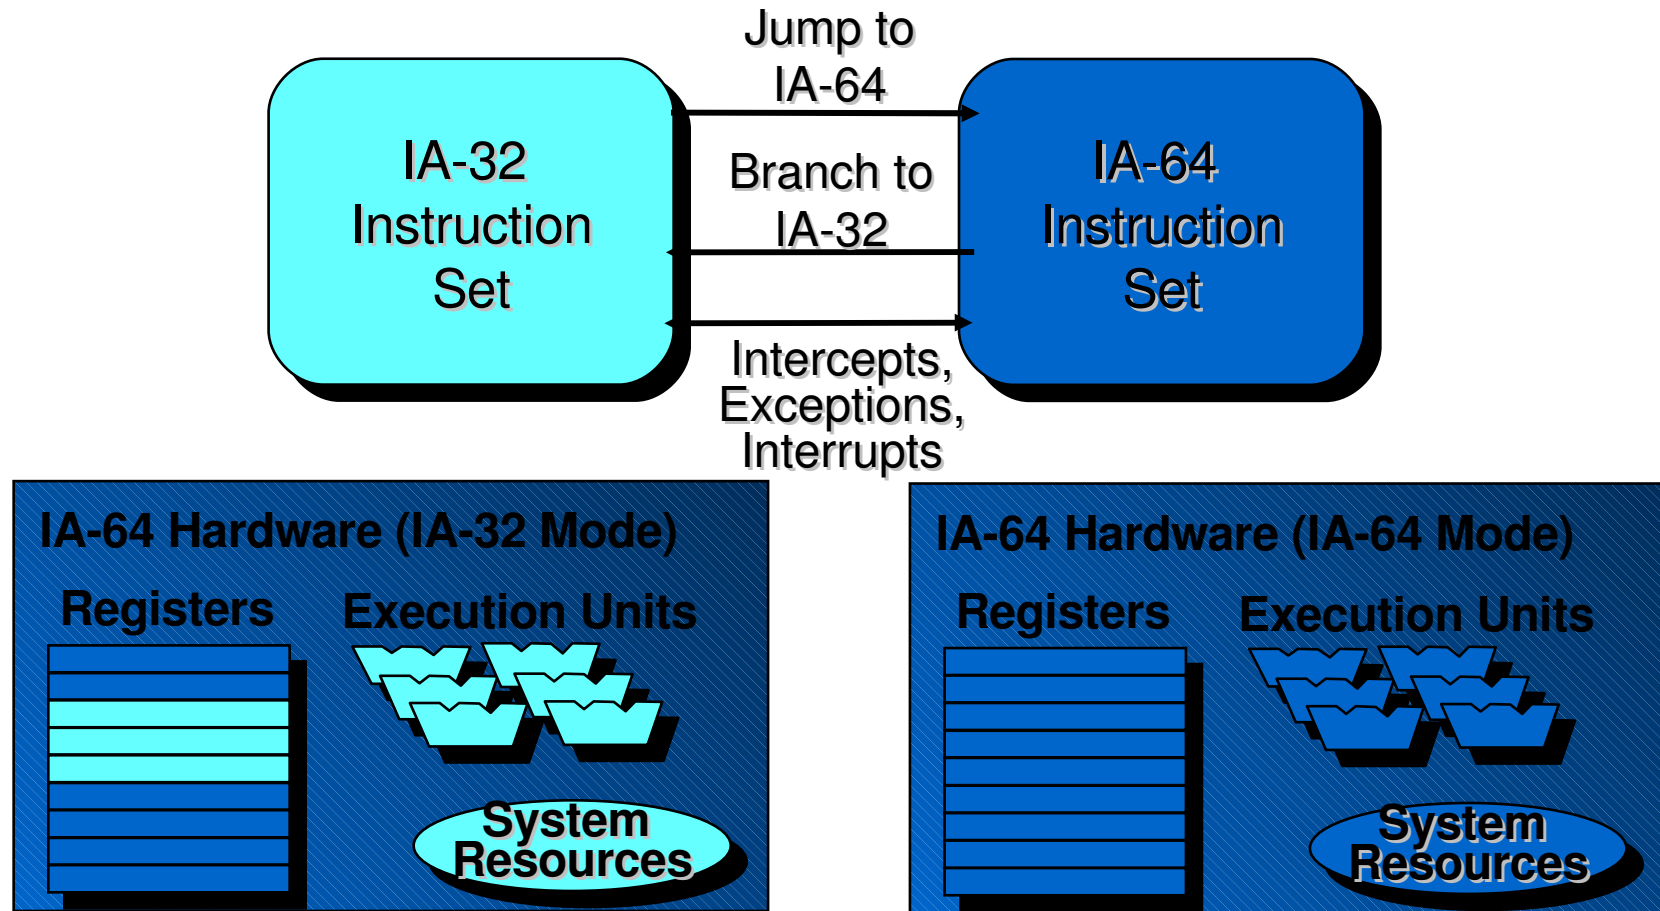 Jump to
IA-64
IA-32
Instruction
Set
Branch to
IA-32
IA-64
Instruction
Set
Intercepts,
Exceptions,
Interrupts
IA-64 Hardware (IA-32 Mode)
Registers
Execution Units
System
Resources
IA-64 Hardware (IA-64 Mode)
Registers
Execution Units
System
Resources